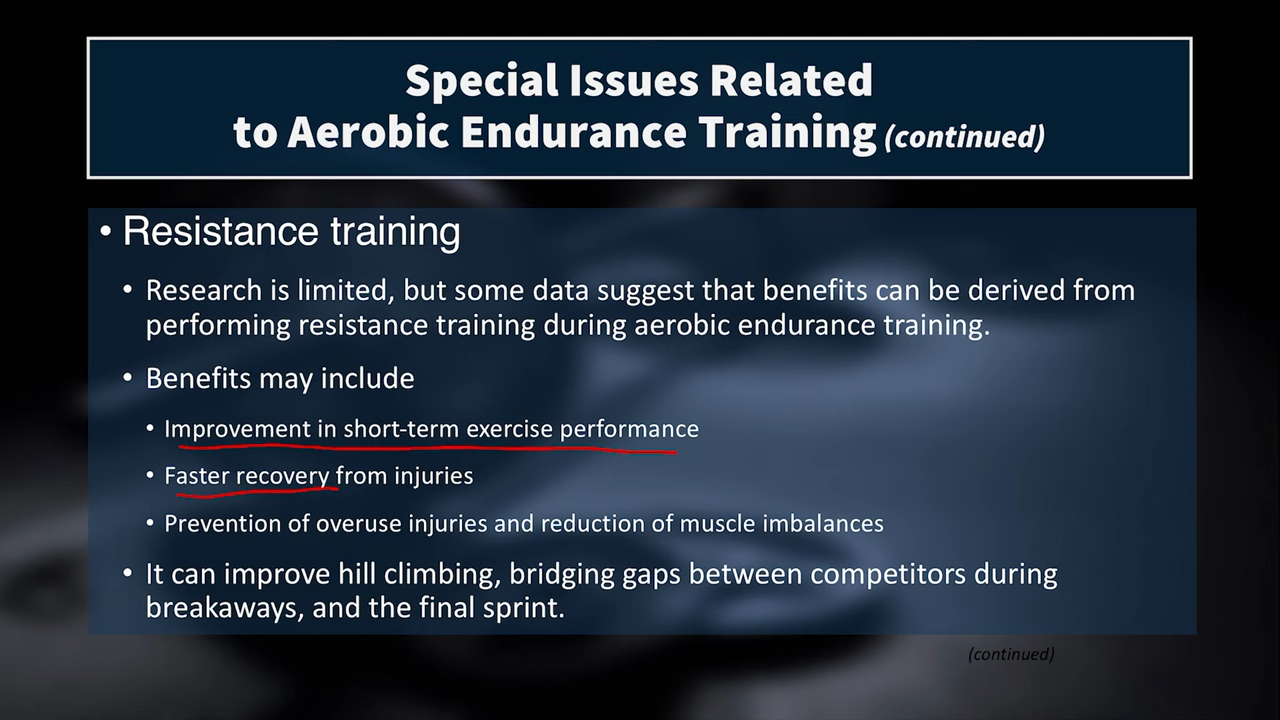 Special Issues Related
to Aerobic Endurance Training (continued)
• Resistance training
• Research is limited, but some data suggest that benefits can be derived from
performing resistance training during aerobic endurance training.
• Benefits may include
• Improvement in short-term exercise performance
• Faster recovery from injuries
• Prevention of overuse injuries and reduction of muscle imbalances
• It can improve hill climbing, bridging gaps between competitors during
breakaways, and the final sprint.
(continued)